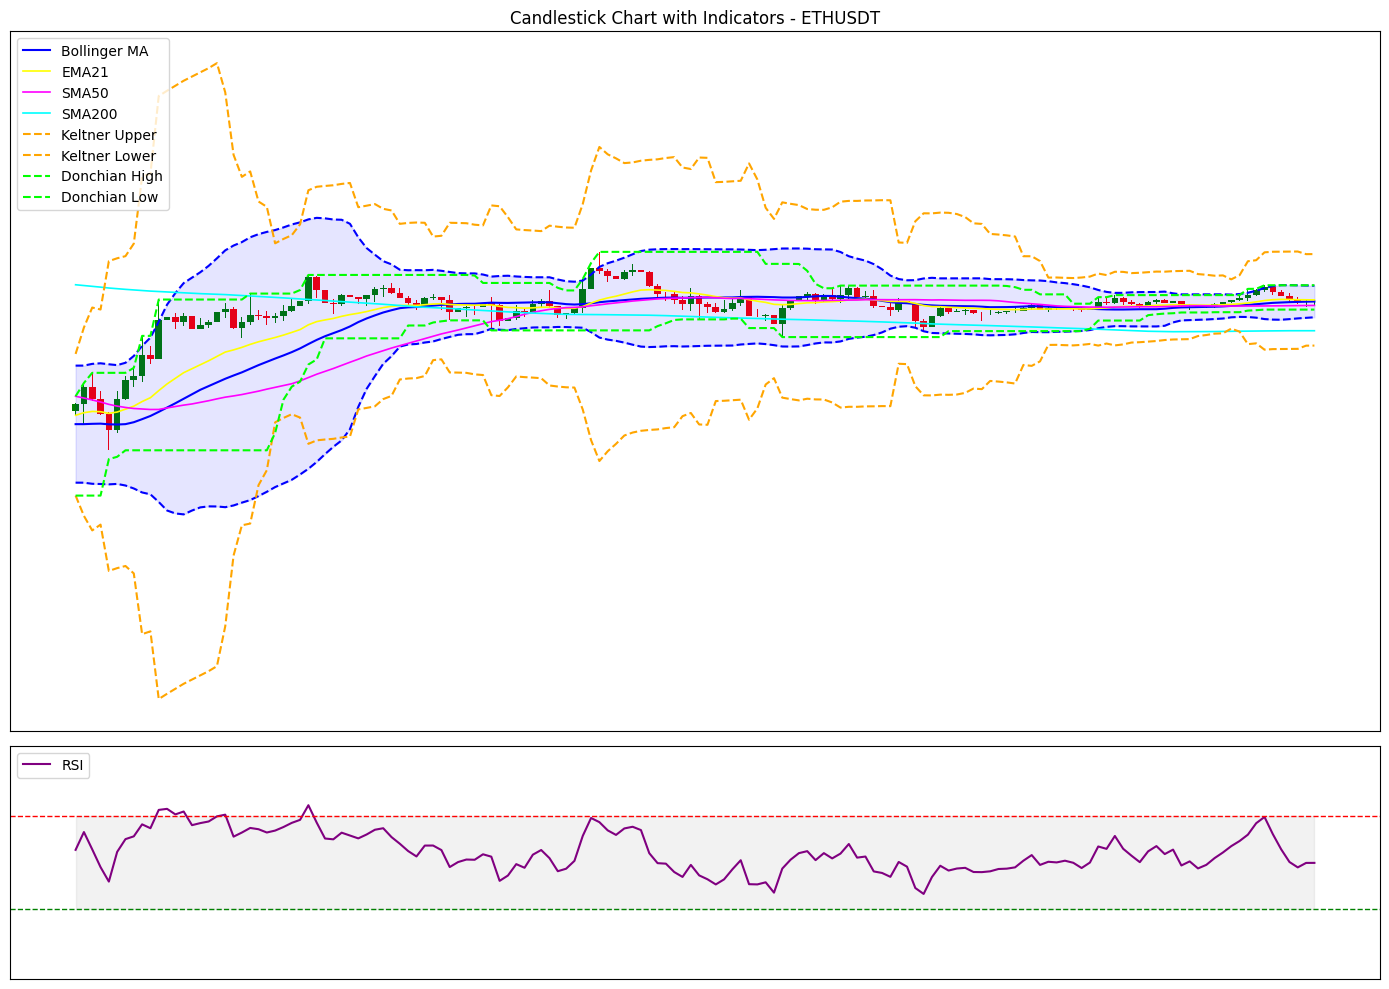 Candlestick Chart with Indicators - ETHUSDT
Bollinger MA
EMA21
SMA50
SMA200
Keltner Upper
Keltner Lower
Donchian High
Donchian Low
RSI